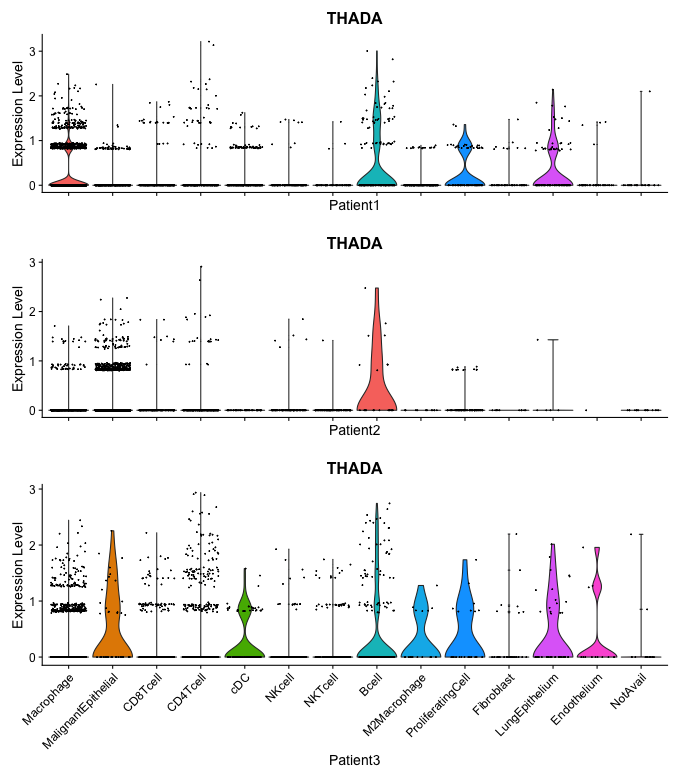 THADA
Expression Level
3
2
1
0
Patient1
THADA
Expression Level
3
2
1
0
Patient2
THADA
Expression Level
3
2
1
0
Macrophage
MalignantEpithelial
CD8Tcell
CD4Tcell
cDC
NKcell
NKTcell
Bcell
M2Macrophage
ProliferatingCell
Fibroblast
LungEpithelium
Endothelium
NotAvail
Patient3